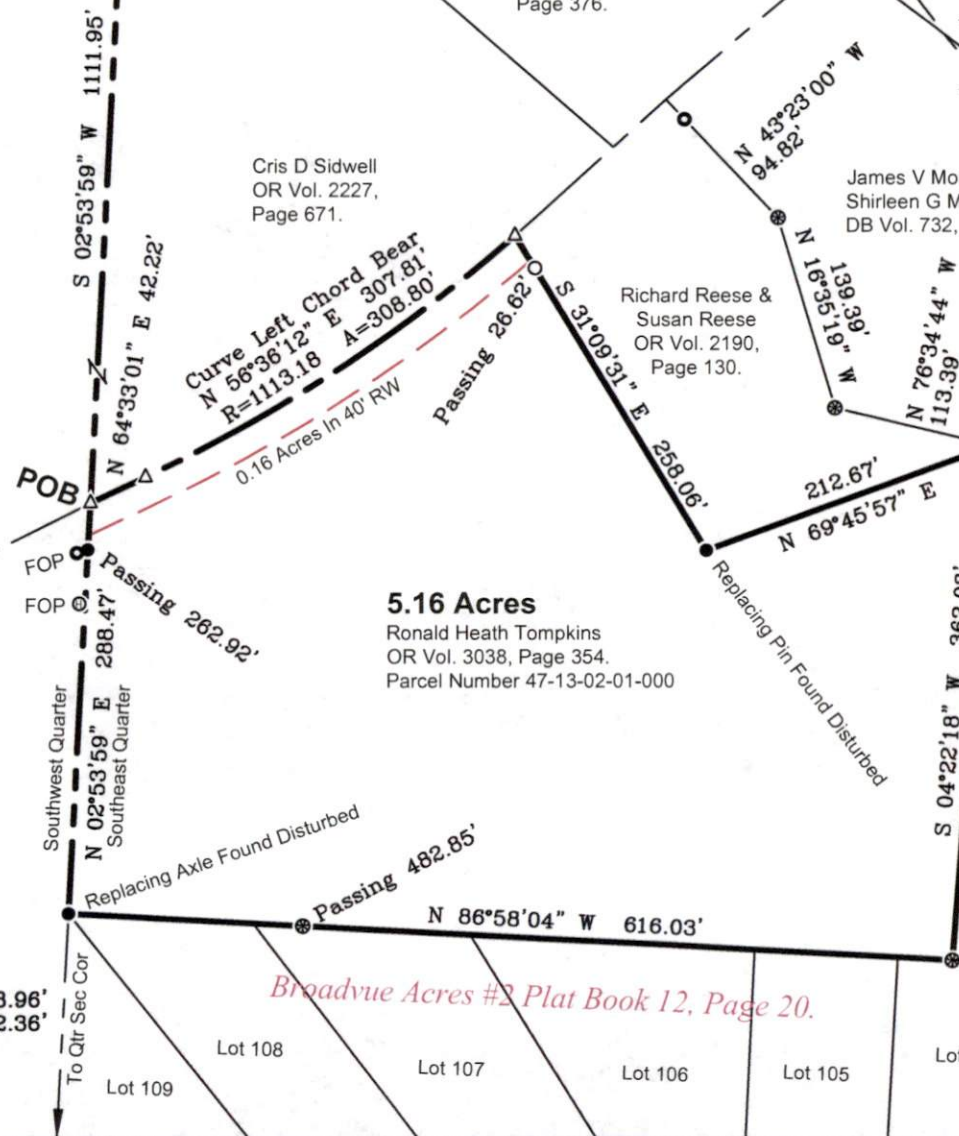 Page 376.
S 02°53'59" W 1111.95'
Cris D Sidwell
OR Vol. 2227,
Page 671.
N 43°23'00" W
94.82'
James V Mo
Shirleen G M
DB Vol. 732,
N 64°33'01" E 42.22'
Curve Left Chord Bear
N 56°36'12" E 307.81'
R=1113.18 A=308.80'
0.16 Acres In 40' RW
Passing 26.62'
S 31°09'31" E 258.06'
Richard Reese &
Susan Reese
OR Vol. 2190,
Page 130.
139.39'
N 16°35'19" W
N 76°34'44" W
113.39'
POB
FOP
FOP
Passing 262.92'
212.67'
N 69°45'57" E
Replacing Pin Found Disturbed
5.16 Acres
Ronald Heath Tompkins
OR Vol. 3038, Page 354.
Parcel Number 47-13-02-01-000
Southwest Quarter
N 02°53'59" E 288.47'
Southeast Quarter
S 04°22'18" W
Replacing Axle Found Disturbed
Passing 482.85'
N 86°58'04" W 616.03'
Broadvue Acres #2 Plat Book 12, Page 20.
3.96'
2.36'
To Qtr Sec Cor
Lot 109
Lot 108
Lot 107
Lot 106
Lot 105
Lot